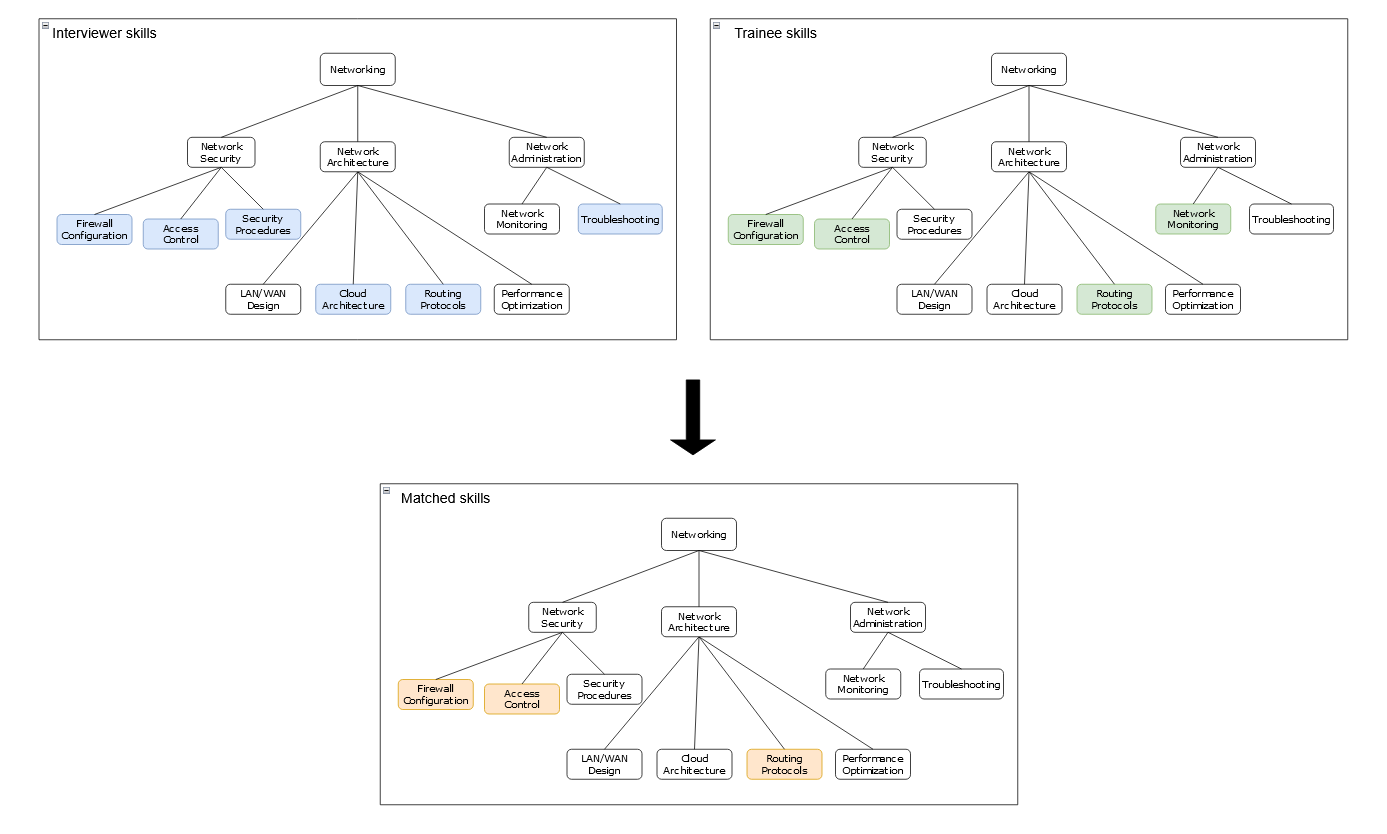 Interviewer skills
Networking
Network
Security
Network
Architecture
Network
Administration
Firewall
Configuration
Access
Control
Security
Procedures
Network
Monitoring
Troubleshooting
LAN/WAN
Design
Cloud
Architecture
Routing
Protocols
Performance
Optimization
Trainee skills
Networking
Network
Security
Network
Architecture
Network
Administration
Firewall
Configuration
Access
Control
Security
Procedures
Network
Monitoring
Troubleshooting
LAN/WAN
Design
Cloud
Architecture
Routing
Protocols
Performance
Optimization
Matched skills
Networking
Network
Security
Network
Architecture
Network
Administration
Firewall
Configuration
Access
Control
Security
Procedures
Network
Monitoring
Troubleshooting
LAN/WAN
Design
Cloud
Architecture
Routing
Protocols
Performance
Optimization